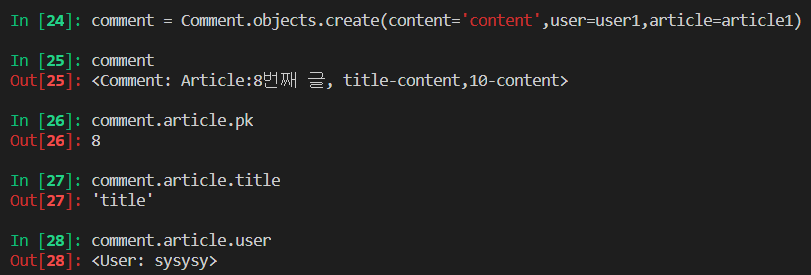 In [24]: comment = Comment.objects.create(content='content',user=user1,article=article1)
In [25]: comment
Out[25]: <Comment: Article:8번째 글, title-content,10-content>
In [26]: comment.article.pk
Out[26]: 8
In [27]: comment.article.title
Out[27]: 'title'
In [28]: comment.article.user
Out[28]: <User: sysysy>